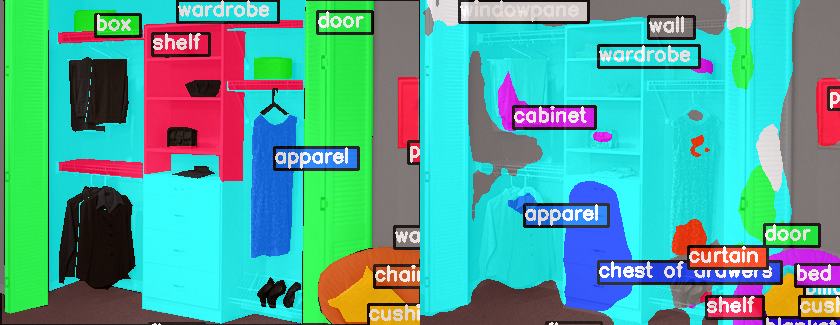 wardrobe
box
door
shelf
apparel
windowpane
wall
wardrobe
cabinet
apparel
door
curtain
chest of drawers
bed
shelf